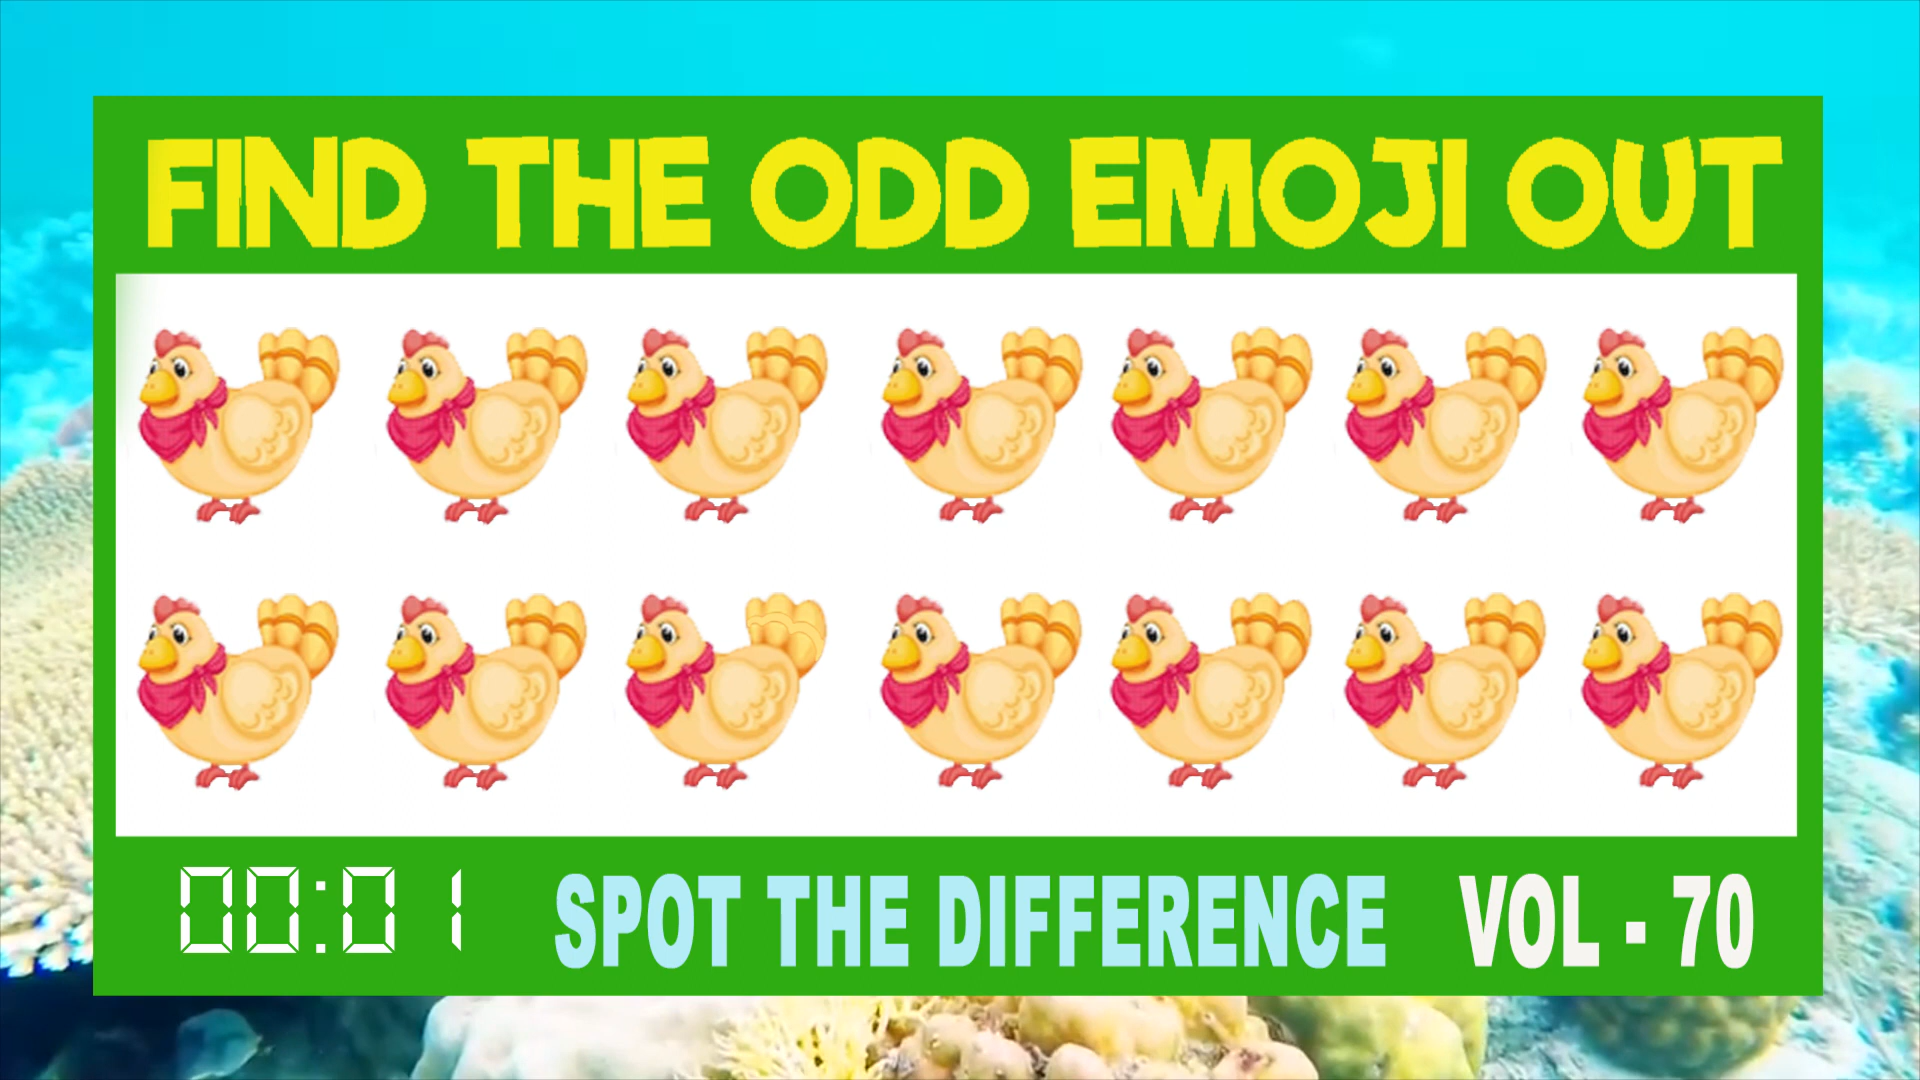 FIND THE ODD EMOJI OUT
00:01 SPOT THE DIFFERENCE VOL - 70